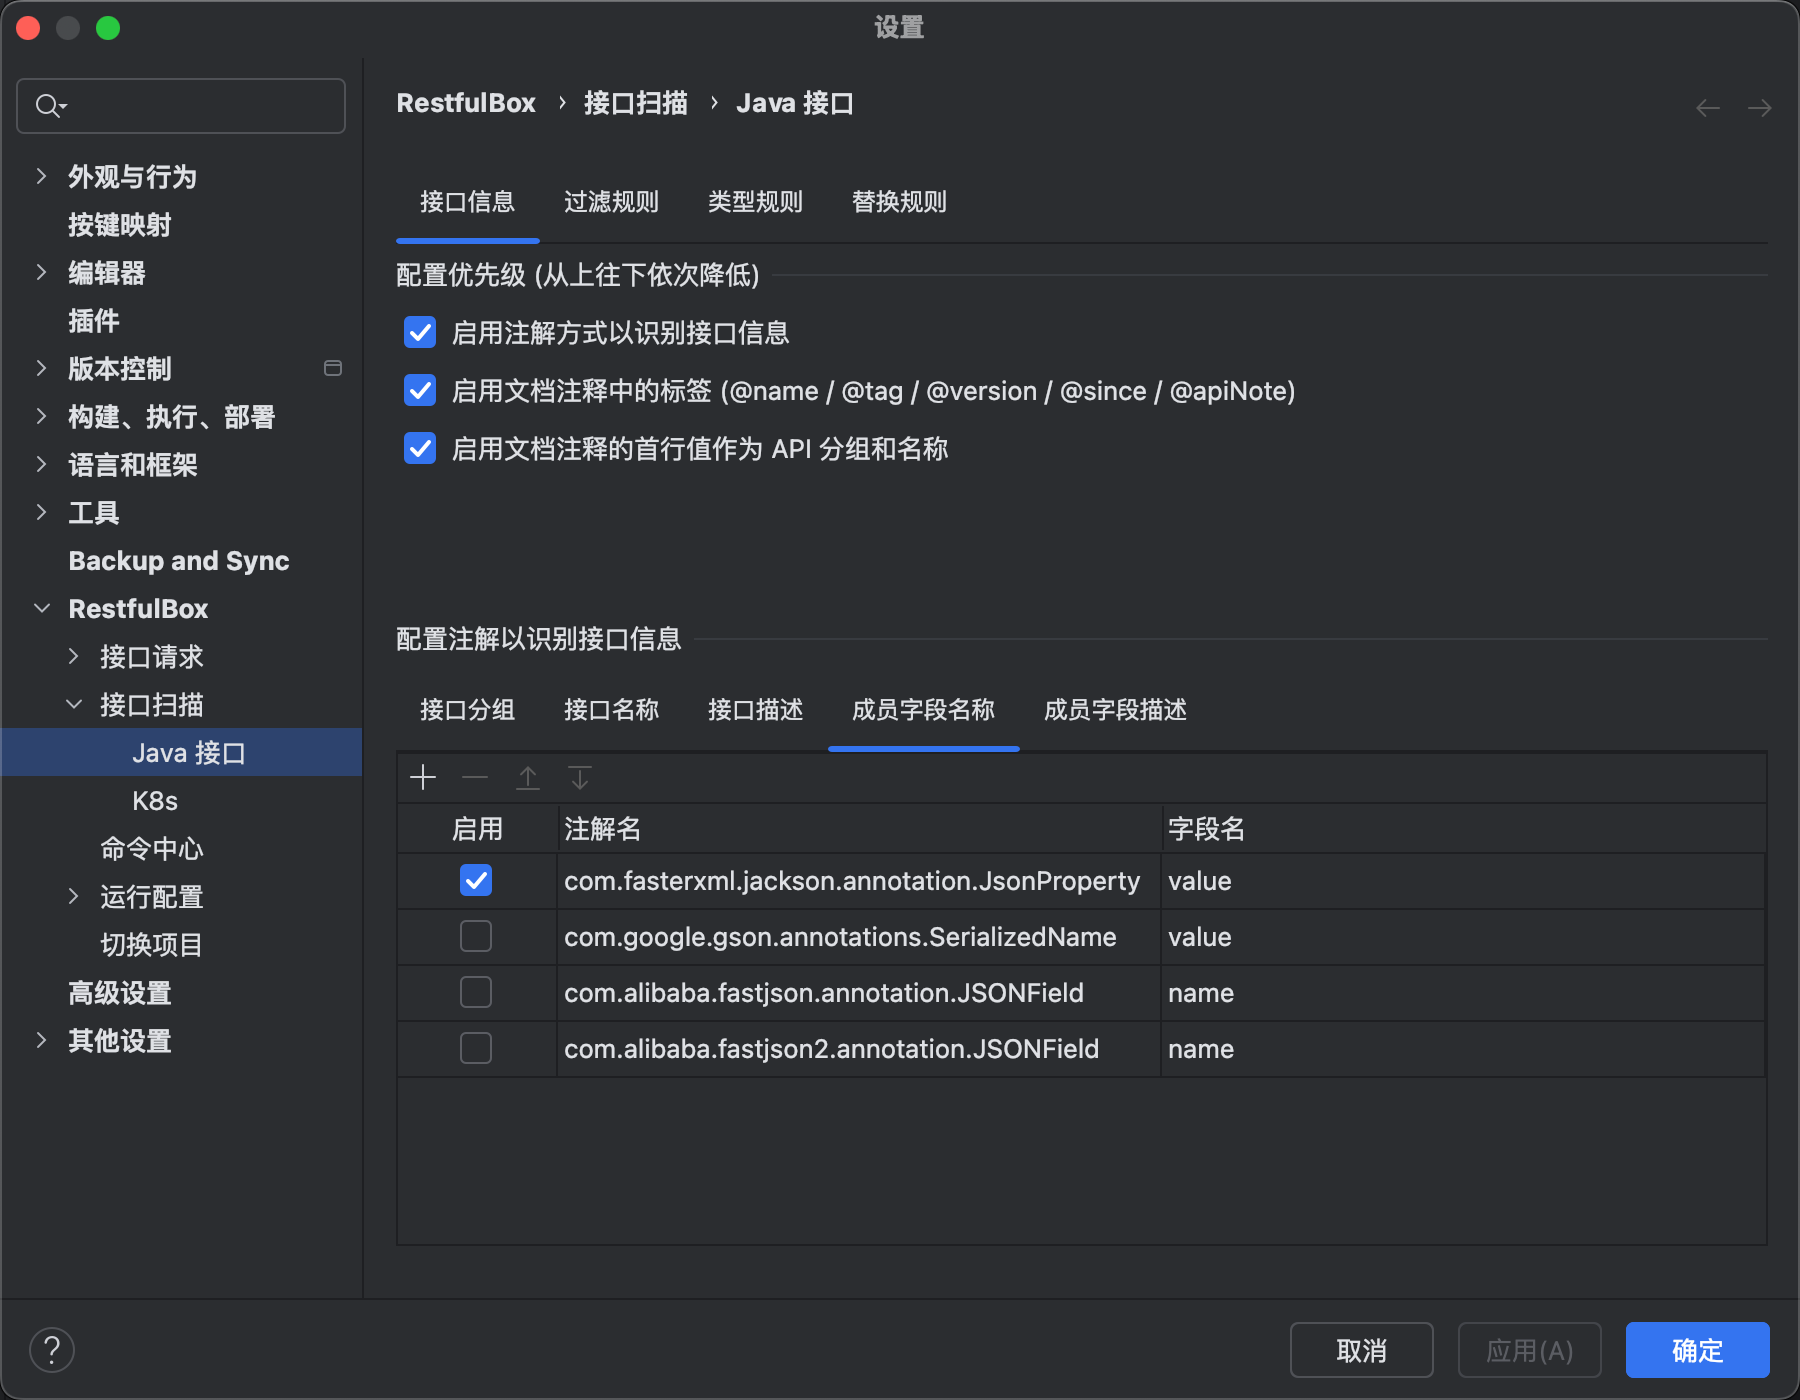 设置
外观与行为
按键映射
编辑器
插件
版本控制
构建、执行、部署
语言和框架
工具
Backup and Sync
RestfulBox
接口请求
接口扫描
Java 接口
K8s
命令中心
运行配置
切换项目
高级设置
其他设置
RestfulBox › 接口扫描 › Java 接口
接口信息 过滤规则 类型规则 替换规则
配置优先级 (从上往下依次降低)
启用注解方式以识别接口信息
启用文档注释中的标签 (@name / @tag / @version / @since / @apiNote)
启用文档注释的首行值作为 API 分组和名称
配置注解以识别接口信息
接口分组 接口名称 接口描述 成员字段名称 成员字段描述
启用 注解名 字段名
com.fasterxml.jackson.annotation.JsonProperty value
com.google.gson.annotations.SerializedName value
com.alibaba.fastjson.annotation.JSONField name
com.alibaba.fastjson2.annotation.JSONField name
? 取消 应用(A) 确定